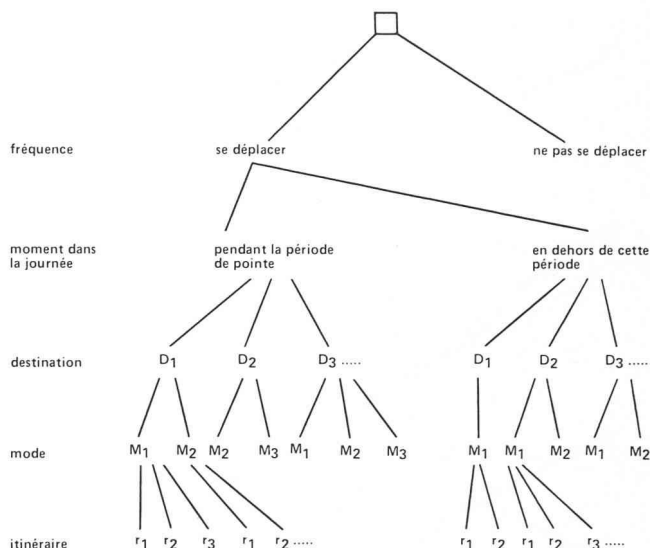 fréquence se déplacer ne pas se déplacer
moment dans pendant la période en dehors de cette
la journée de pointe période
destination D1 D2 D3 ..... D1 D2 D3 .....
mode M1 M2 M2 M3 M1 M2 M3 M1 M1 M2 M1 M2
itinéraire r1 r2 r3 r1 r2 ..... r1 r2 r1 r2 r3 .....